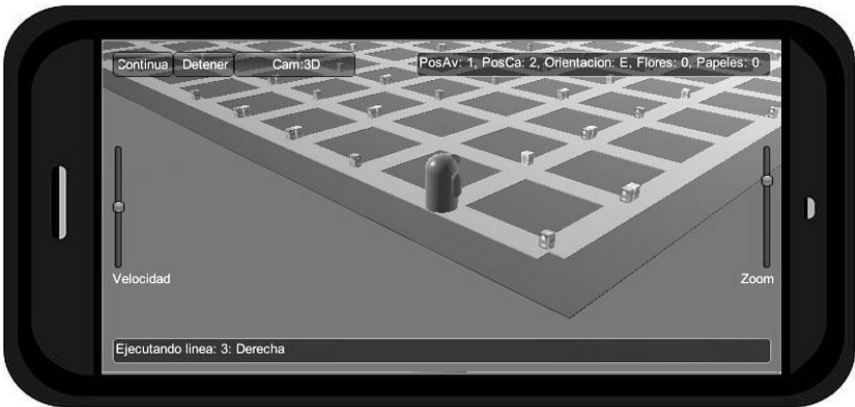 Continua Detener Cam:3D PosAv: 1, PosCa: 2, Orientacion: E, Flores: 0, Papeles: 0
Velocidad
Zoom
Ejecutando linea: 3: Derecha